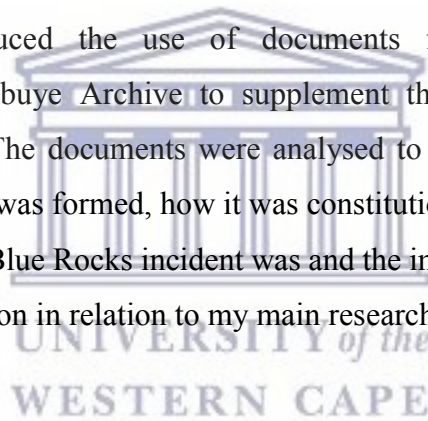 uced the use of documents
buye Archive to supplement th
The documents were analysed to
was formed, how it was constitutio
Blue Rocks incident was and the in
on in relation to my main research
UNIVERSITY of the
WESTERN CAPE